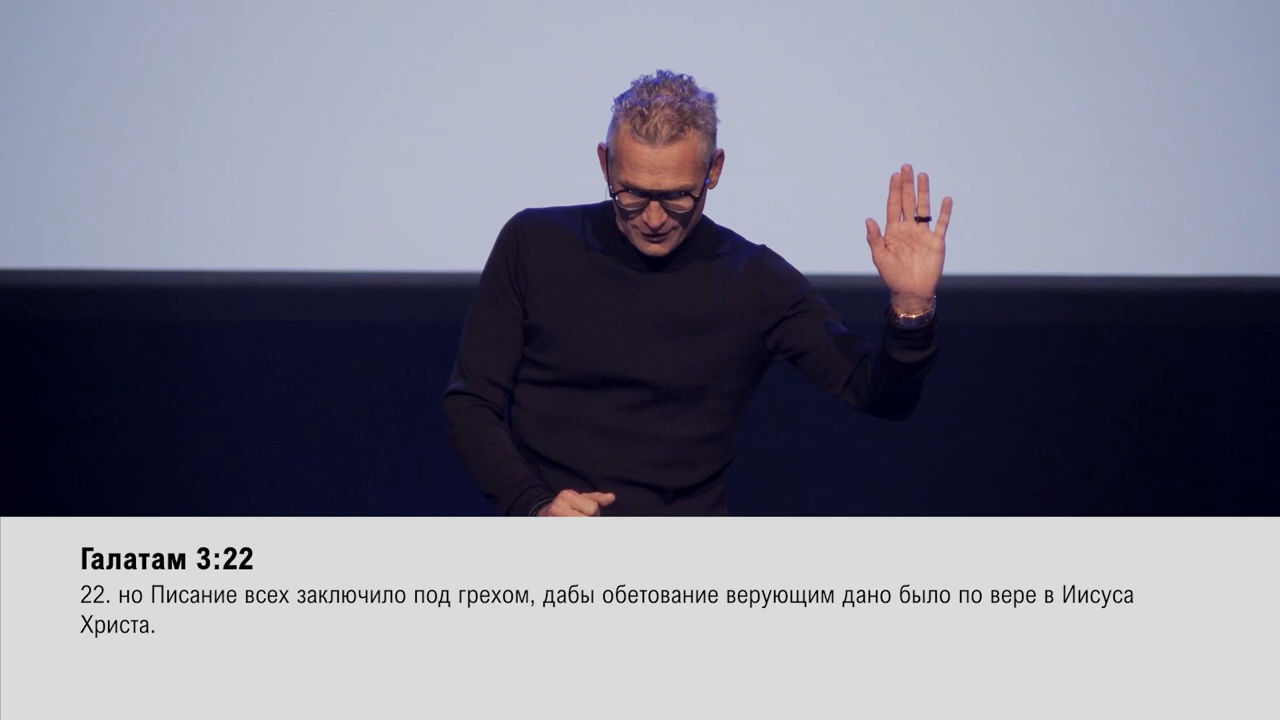 Галатам 3:22
22. но Писание всех заключило под грехом, дабы обетование верующим дано было по вере в Иисуса
Христа.